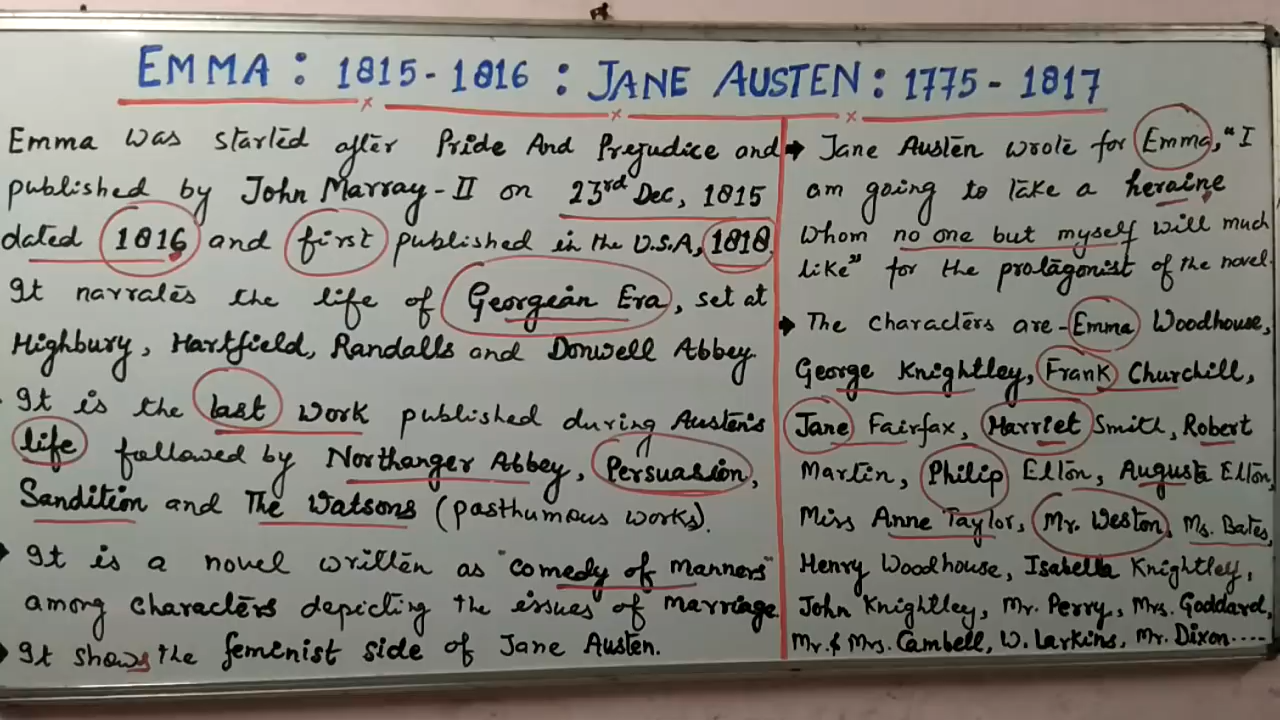 EMMA : 1815-1816 : JANE AUSTEN : 1775-1817
Emma was started after Pride And Prejudice and
published by John Marray-II on 23rd Dec, 1815
dated 1816 and first published in the U.S.A, 1818.
It narrates the life of Georgean Era, set at
Highbury, Hartfield, Randalls and Donwell Abbey.
It is the last work published during Austen's
life followed by Northanger Abbey, Persuasion,
Sandition and The Watsons (pasthumous works).
It is a novel written as "comedy of manners"
among characters depicting the issues of marriage.
It shows the feminist side of Jane Austen.
Jane Austen wrote for Emma, "I
am going to take a heraine
whom no one but myself will much
like" for the protagonist of the novel.
The characters are - Emma Woodhouse,
George Knightley, Frank Churchill,
Jane Fairfax, Harriet Smith, Robert
Martin, Philip Elton, Augusta Elton,
Miss Anne Taylor, Mr. Weston, Ms. Bates,
Henry Woodhouse, Isabella Knightley,
John Knightley, Mr. Perry, Mrs. Goddard,
Mr. & Mrs. Cambell, W. Larkins, Mr. Dixon....